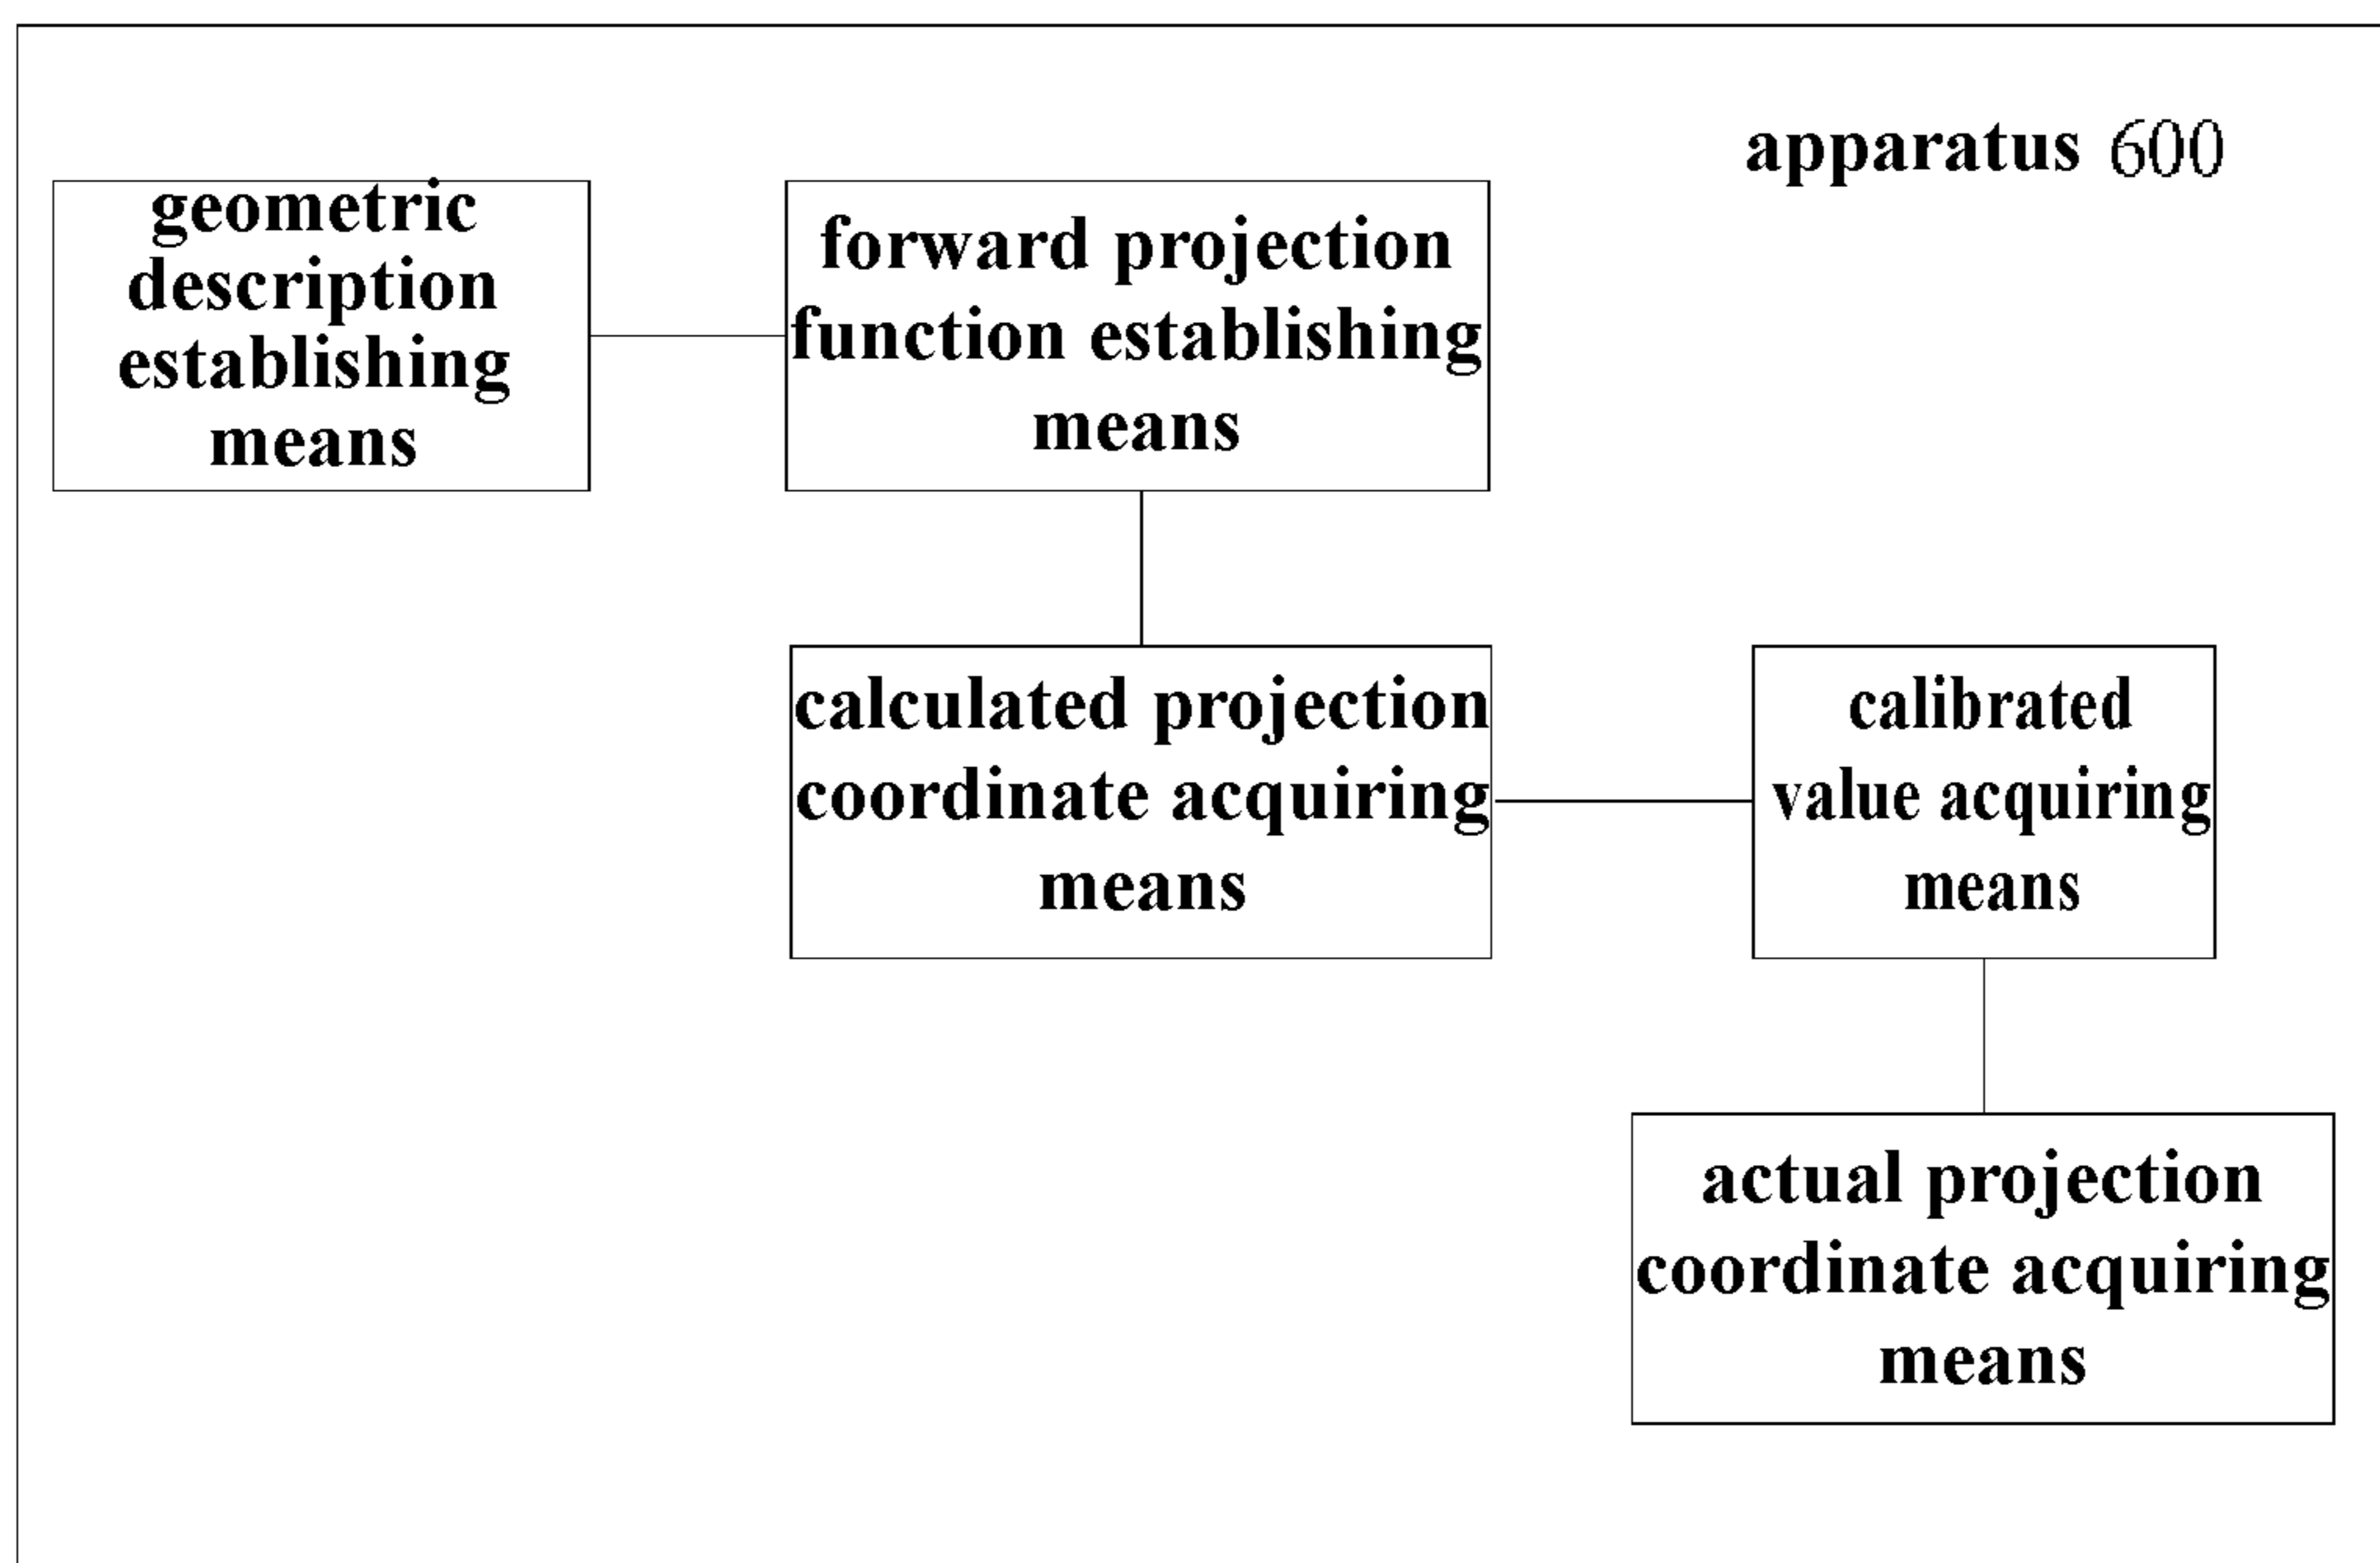 apparatus 600
geometric
description
establishing
means
forward projection
function establishing
means
calculated projection
coordinate acquiring
means
calibrated
value acquiring
means
actual projection
coordinate acquiring
means